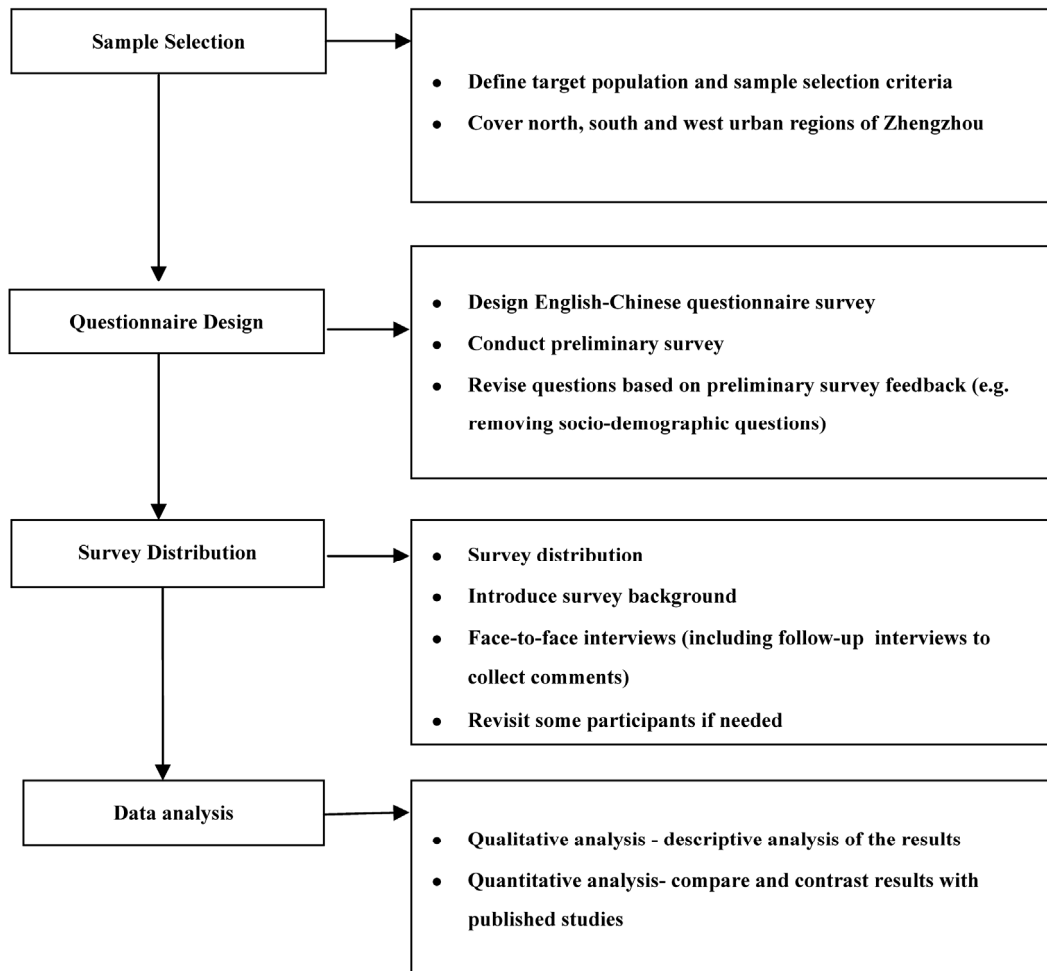 Sample Selection
• Define target population and sample selection criteria
• Cover north, south and west urban regions of Zhengzhou
Questionnaire Design
• Design English-Chinese questionnaire survey
• Conduct preliminary survey
• Revise questions based on preliminary survey feedback (e.g.
removing socio-demographic questions)
Survey Distribution
• Survey distribution
• Introduce survey background
• Face-to-face interviews (including follow-up interviews to
collect comments)
• Revisit some participants if needed
Data analysis
• Qualitative analysis - descriptive analysis of the results
• Quantitative analysis- compare and contrast results with
published studies